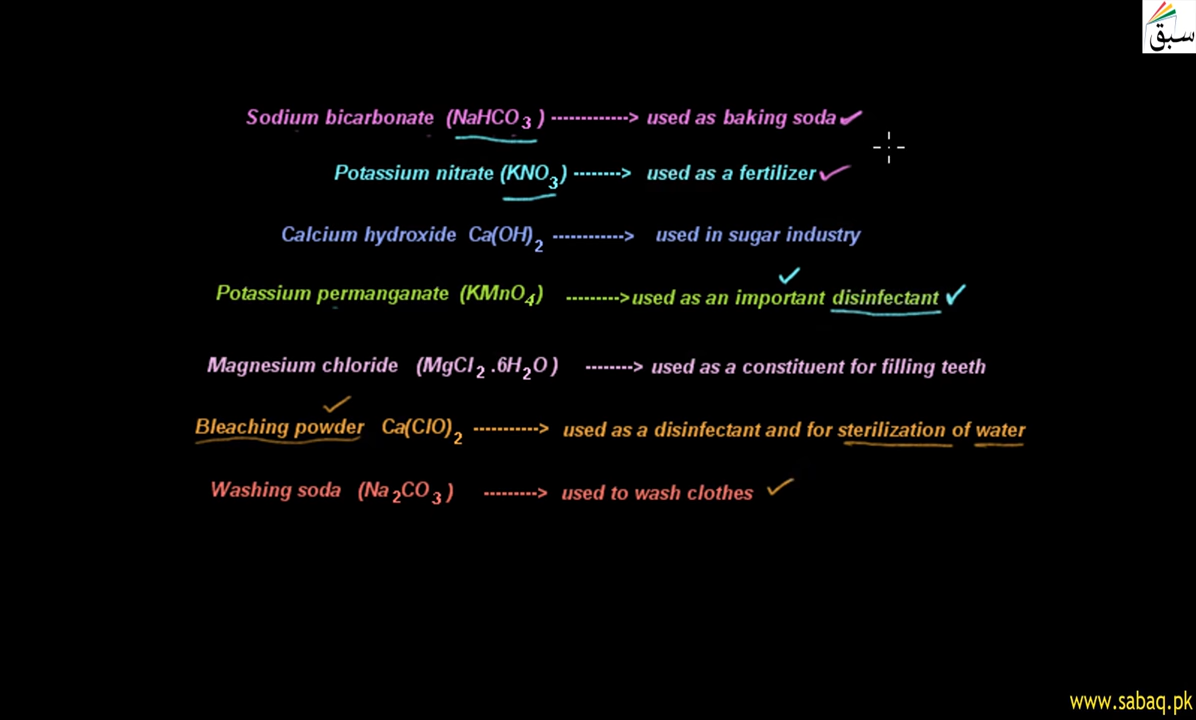 سبق
Sodium bicarbonate (NaHCO3) -------------> used as baking soda
Potassium nitrate (KNO3) --------> used as a fertilizer
Calcium hydroxide Ca(OH)2 ------------> used in sugar industry
Potassium permanganate (KMnO4) --------->used as an important disinfectant
Magnesium chloride (MgCl2.6H2O) --------> used as a constituent for filling teeth
Bleaching powder Ca(ClO)2 -----------> used as a disinfectant and for sterilization of water
Washing soda (Na2CO3) ---------> used to wash clothes
www.sabaq.pk